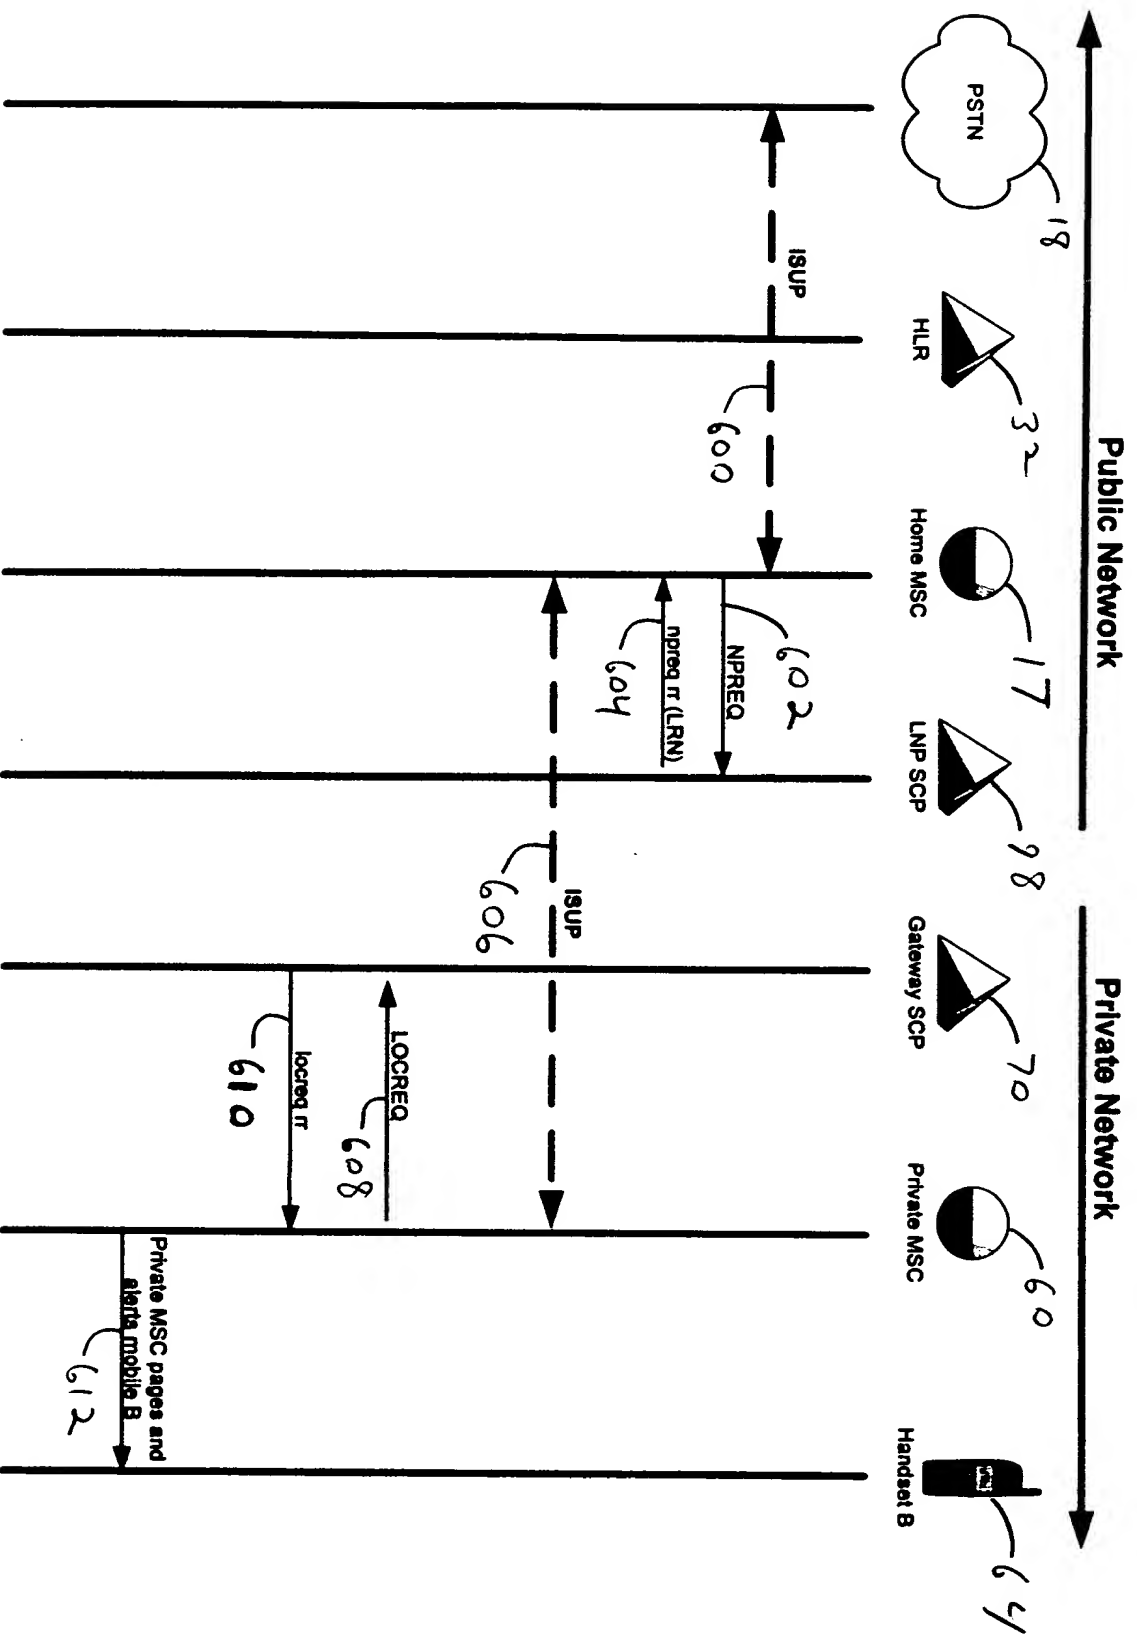 Public Network
Private Network
PSTN
18
HLR
32
Home MSC
17
LNP SCP
98
Gateway SCP
70
Private MSC
60
Handset B
64
ISUP
600
602
NPREQ
npreq rr (LRN)
604
ISUP
606
LOCREQ
608
locreq rr
610
Private MSC pages and
alerts mobile B
612